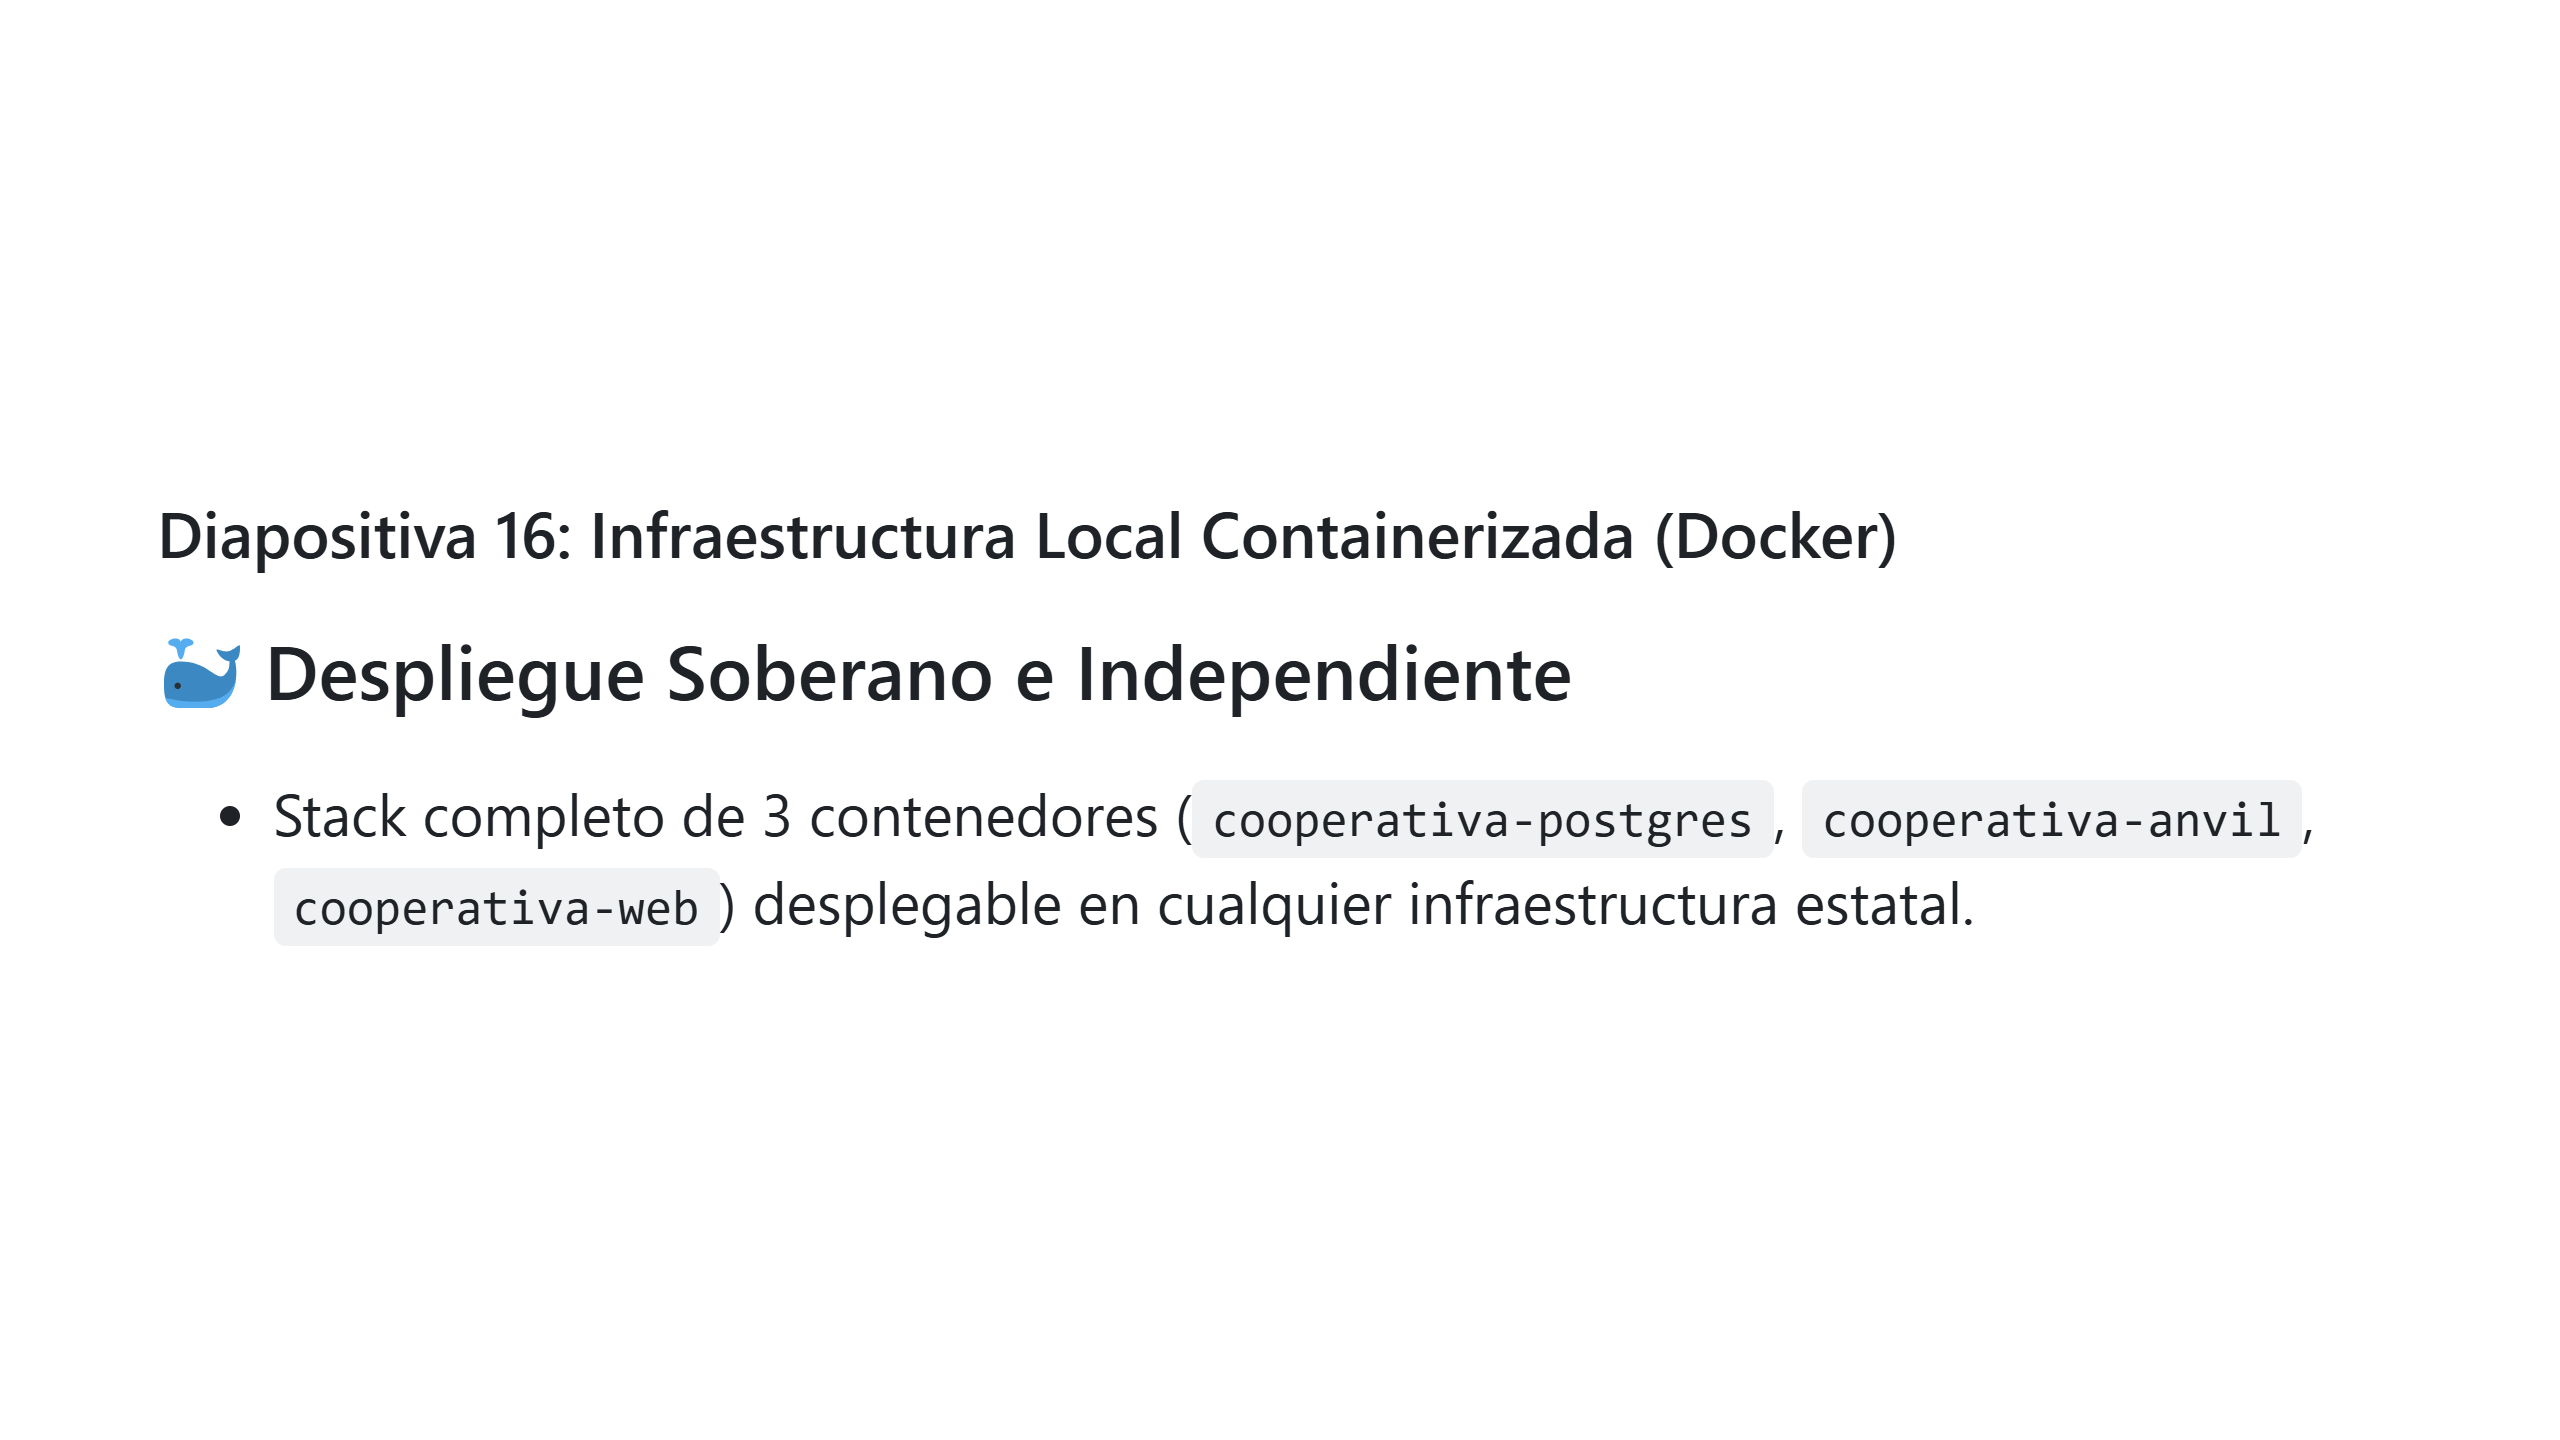 Diapositiva 16: Infraestructura Local Containerizada (Docker)
🐳 Despliegue Soberano e Independiente
• Stack completo de 3 contenedores (cooperativa-postgres, cooperativa-anvil,
cooperativa-web) desplegable en cualquier infraestructura estatal.